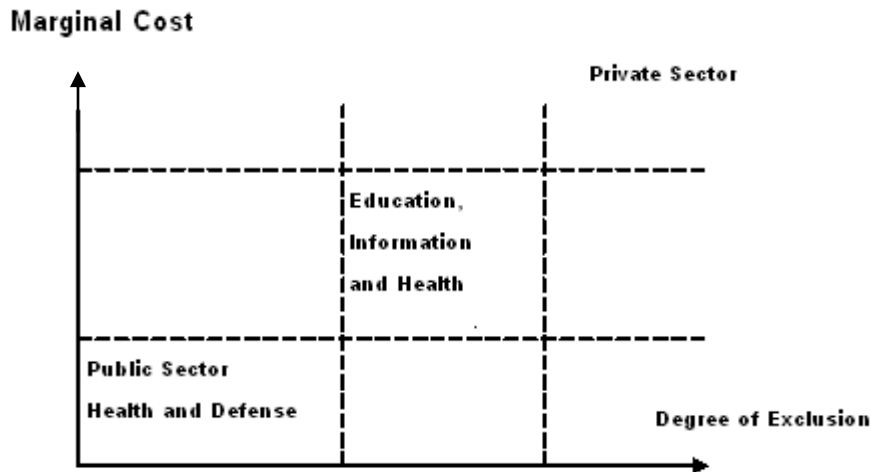 Marginal Cost
Private Sector
Education,
Information
and Health
Public Sector
Health and Defense
Degree of Exclusion